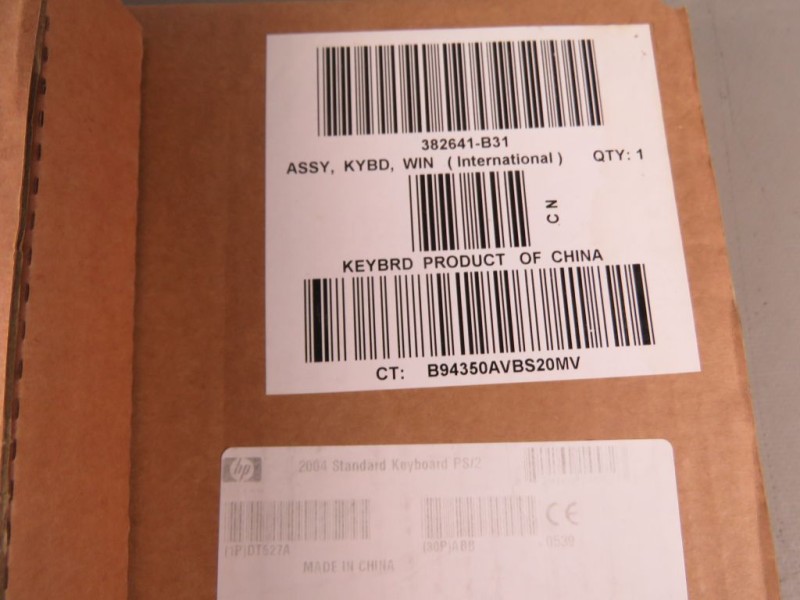 382641-B31
ASSY, KYBD, WIN (International) QTY: 1
CN
KEYBRD PRODUCT OF CHINA
CT: B94350AVBS20MV
hp 2004 Standard Keyboard PS/2
(1P)DT527A
(30P)ABB
CE
0530
MADE IN CHINA